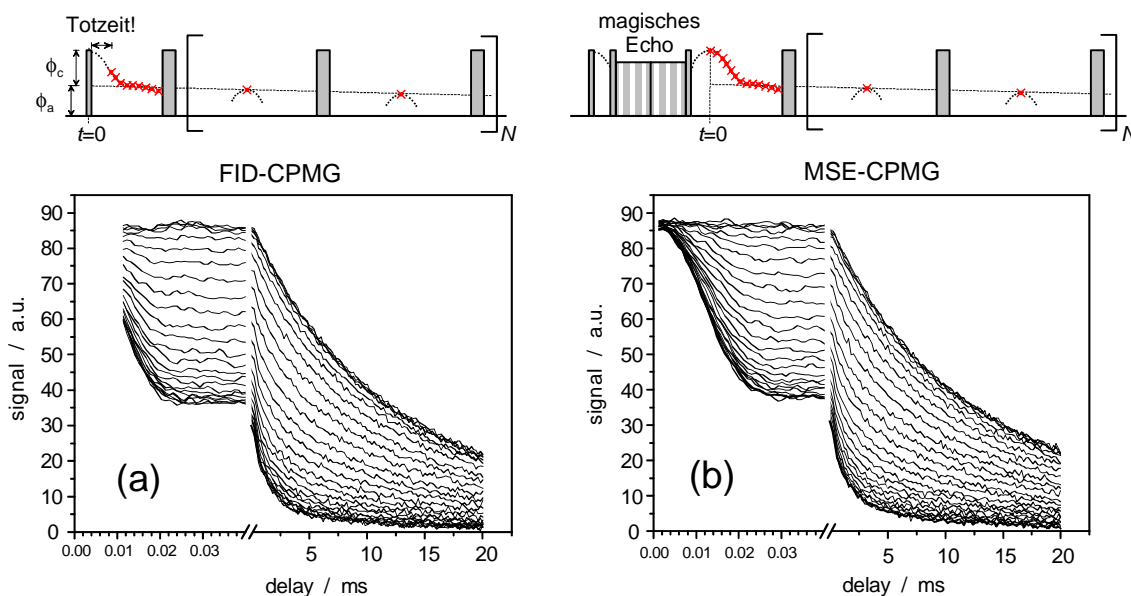 Totzeit!
ϕc
ϕa
t=0
N
magisches
Echo
t=0
N
FID-CPMG
90
80
70
60
50
40
30
20
10
0
signal / a.u.
(a)
0.00 0.01 0.02 0.03 5 10 15 20
delay / ms
MSE-CPMG
90
80
70
60
50
40
30
20
10
0
signal / a.u.
(b)
0.00 0.01 0.02 0.03 5 10 15 20
delay / ms